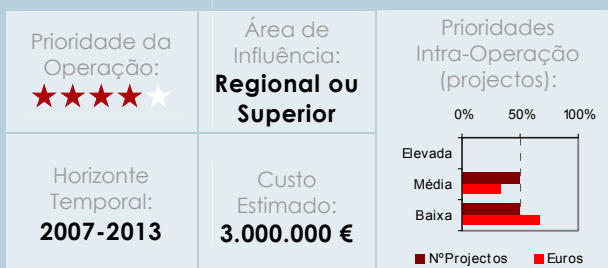 Prioridade da
Operação:
Área de
Influência:
Regional ou
Superior
Prioridades
Intra-Operação
(projectos):
0% 50% 100%
Elevada
Média
Baixa
NºProjectos Euros
Horizonte
Temporal:
2007-2013
Custo
Estimado:
3.000.000 €